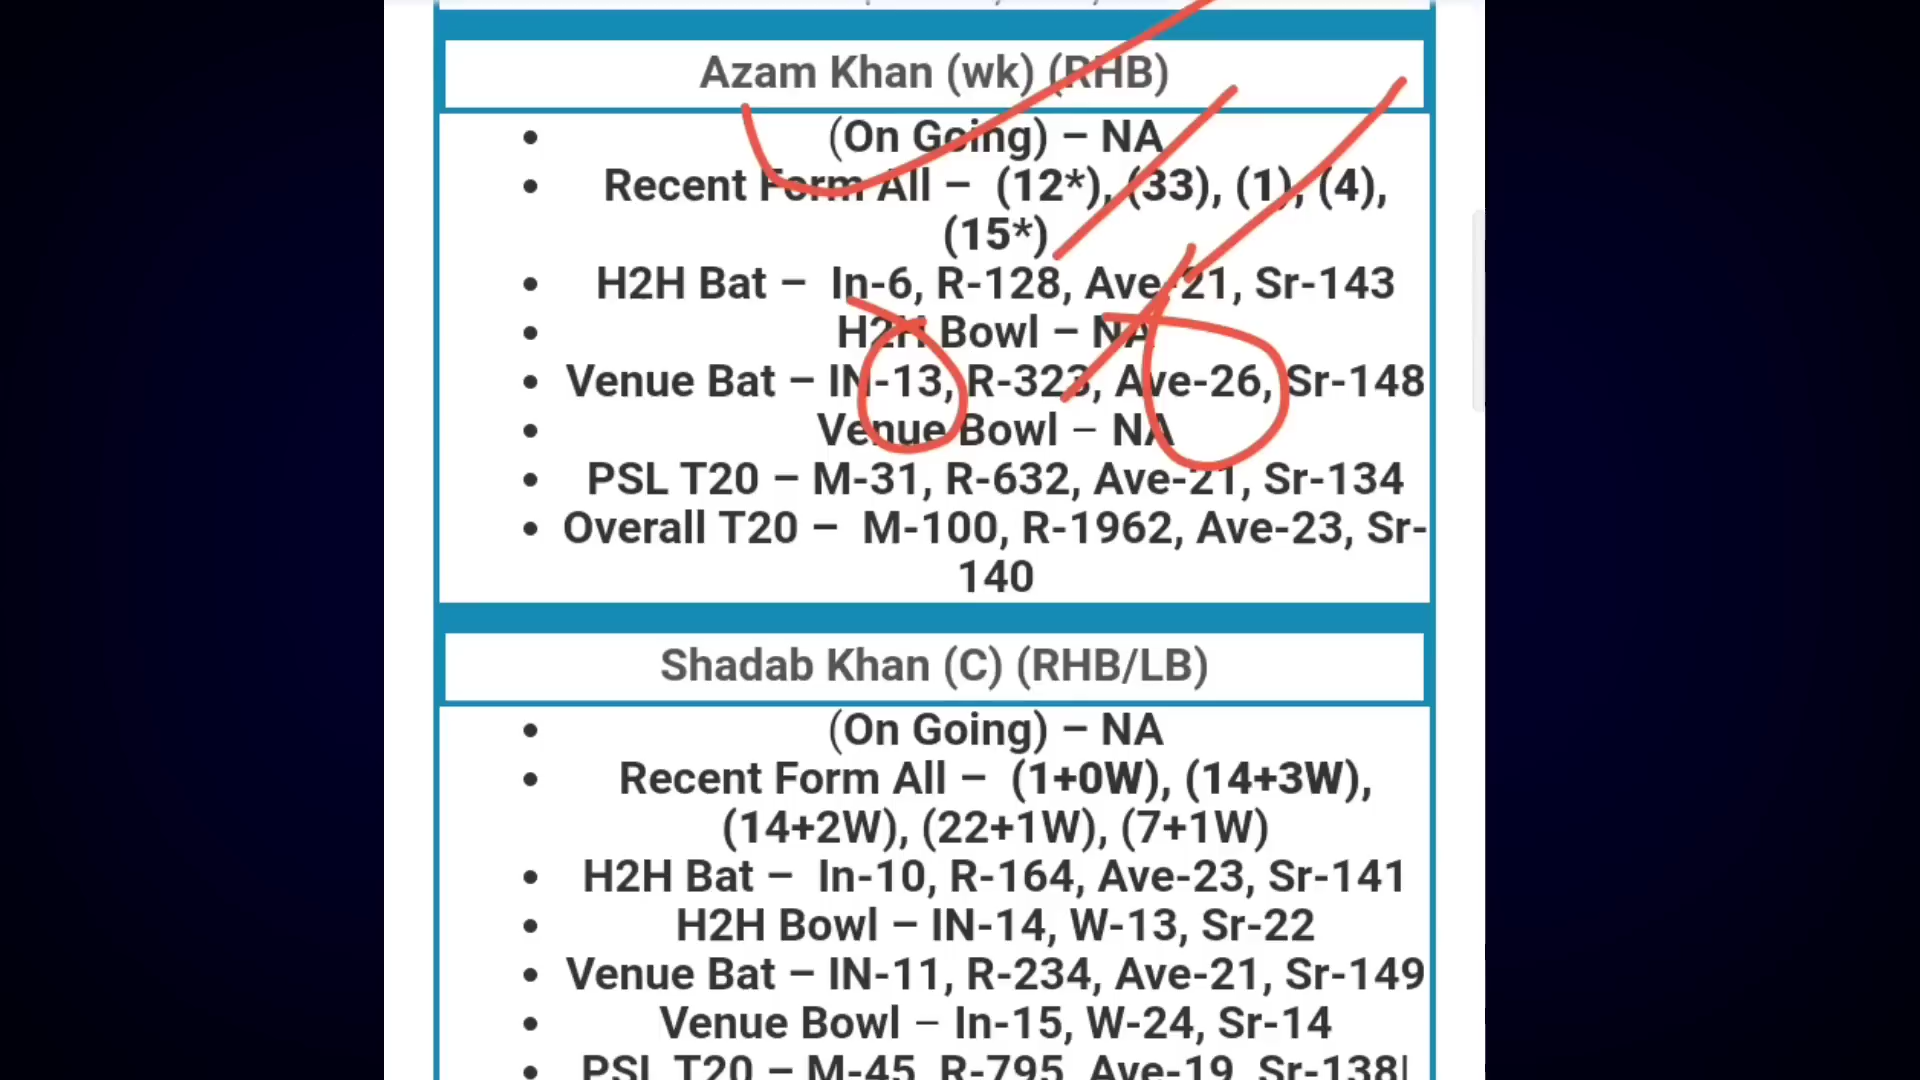 Azam Khan (wk) (RHB)
(On Going) – NA
Recent Form All – (12*), (33), (1), (4),
(15*)
H2H Bat – In-6, R-128, Ave-21, Sr-143
H2H Bowl – NA
Venue Bat – IN-13, R-323, Ave-26, Sr-148
Venue Bowl – NA
PSL T20 – M-31, R-632, Ave-21, Sr-134
Overall T20 – M-100, R-1962, Ave-23, Sr-
140
Shadab Khan (C) (RHB/LB)
(On Going) – NA
Recent Form All – (1+0W), (14+3W),
(14+2W), (22+1W), (7+1W)
H2H Bat – In-10, R-164, Ave-23, Sr-141
H2H Bowl – IN-14, W-13, Sr-22
Venue Bat – IN-11, R-234, Ave-21, Sr-149
Venue Bowl – In-15, W-24, Sr-14
PSL T20 – M-45, R-795, Ave-19, Sr-138|